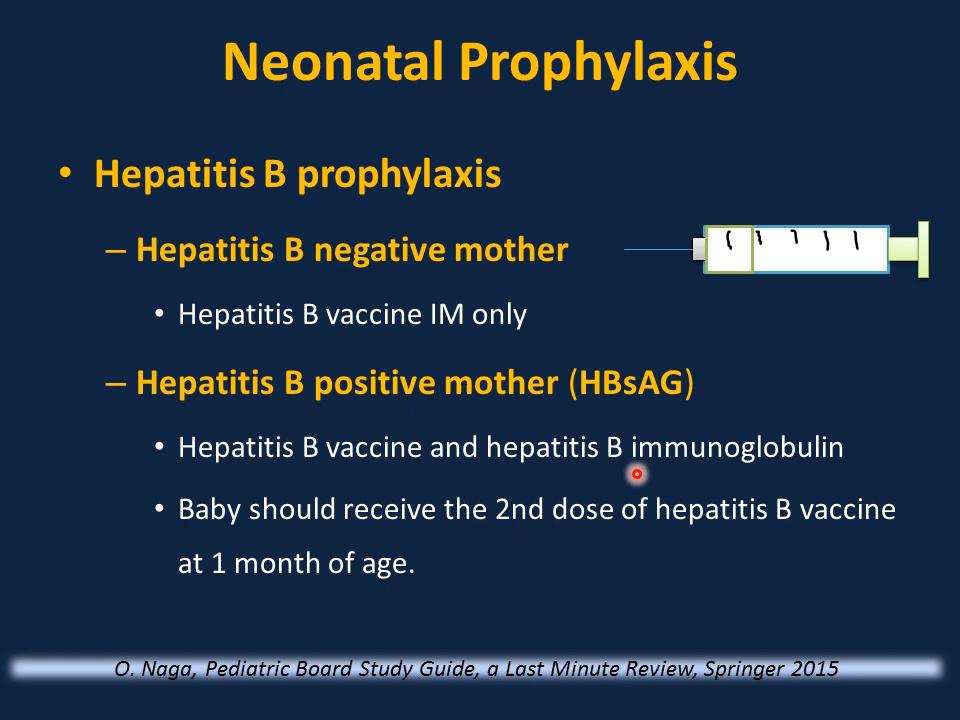 Neonatal Prophylaxis
• Hepatitis B prophylaxis
– Hepatitis B negative mother
• Hepatitis B vaccine IM only
– Hepatitis B positive mother (HBsAG)
• Hepatitis B vaccine and hepatitis B immunoglobulin
• Baby should receive the 2nd dose of hepatitis B vaccine
at 1 month of age.
O. Naga, Pediatric Board Study Guide, a Last Minute Review, Springer 2015